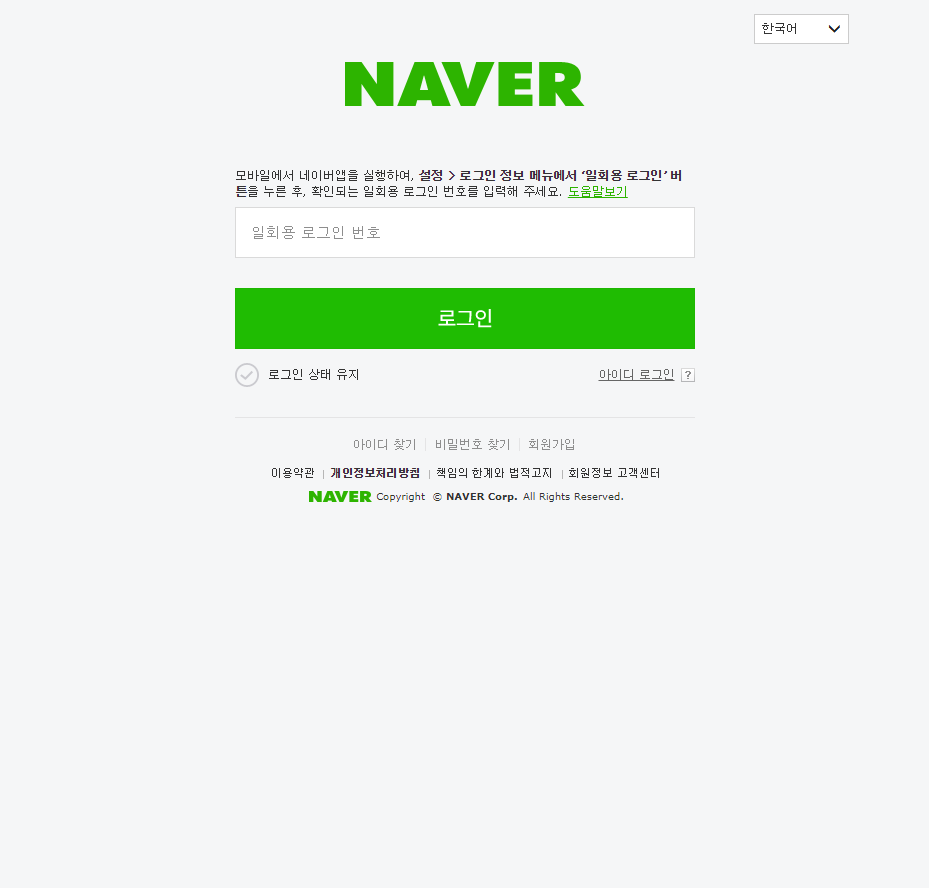 한국어
NAVER
모바일에서 네이버앱을 실행하여, 설정 > 로그인 정보 메뉴에서 ‘일회용 로그인’ 버
튼을 누른 후, 확인되는 일회용 로그인 번호를 입력해 주세요. 도움말보기
일회용 로그인 번호
로그인
로그인 상태 유지 아이디 로그인 ?
아이디 찾기 비밀번호 찾기 회원가입
이용약관 개인정보처리방침 책임의 한계와 법적고지 회원정보 고객센터
NAVER Copyright © NAVER Corp. All Rights Reserved.